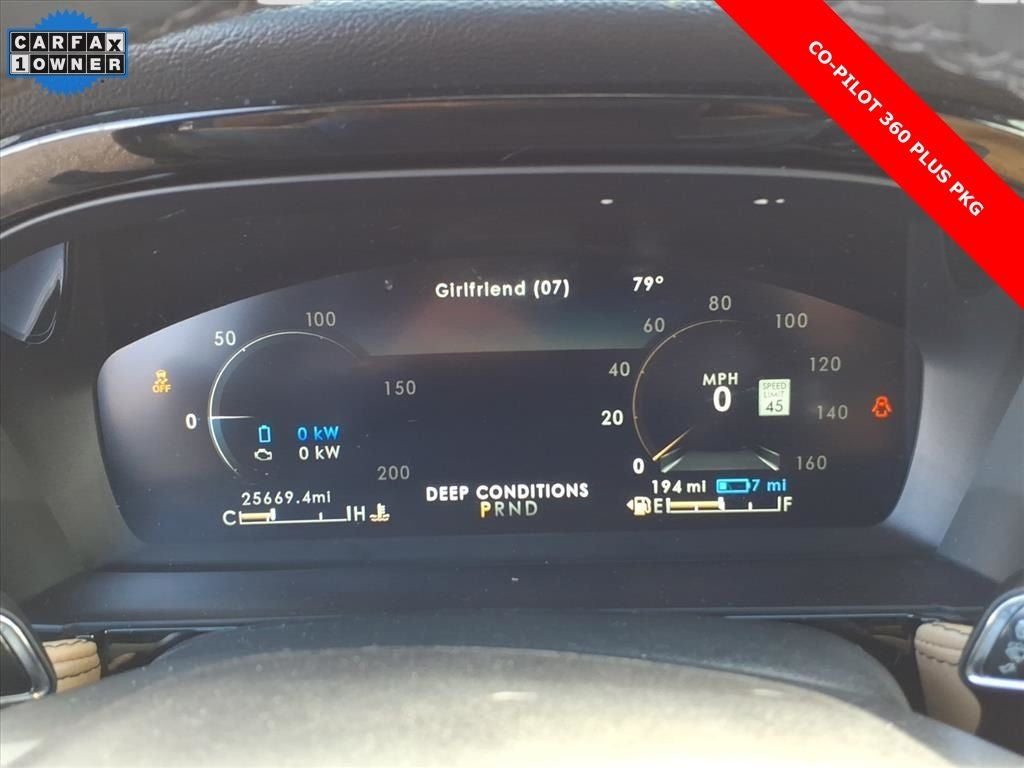 CARFAX
1 OWNER
CO-PILOT 360 PLUS PKG
Girlfriend (07) 79°
50 100 150 200
0
OFF
0 kW
0 kW
25669.4mi
C H
DEEP CONDITIONS
PRND
0 20 40 60 80 100 120 140 160
MPH
0
SPEED
LIMIT
45
194 mi 7 mi
E F